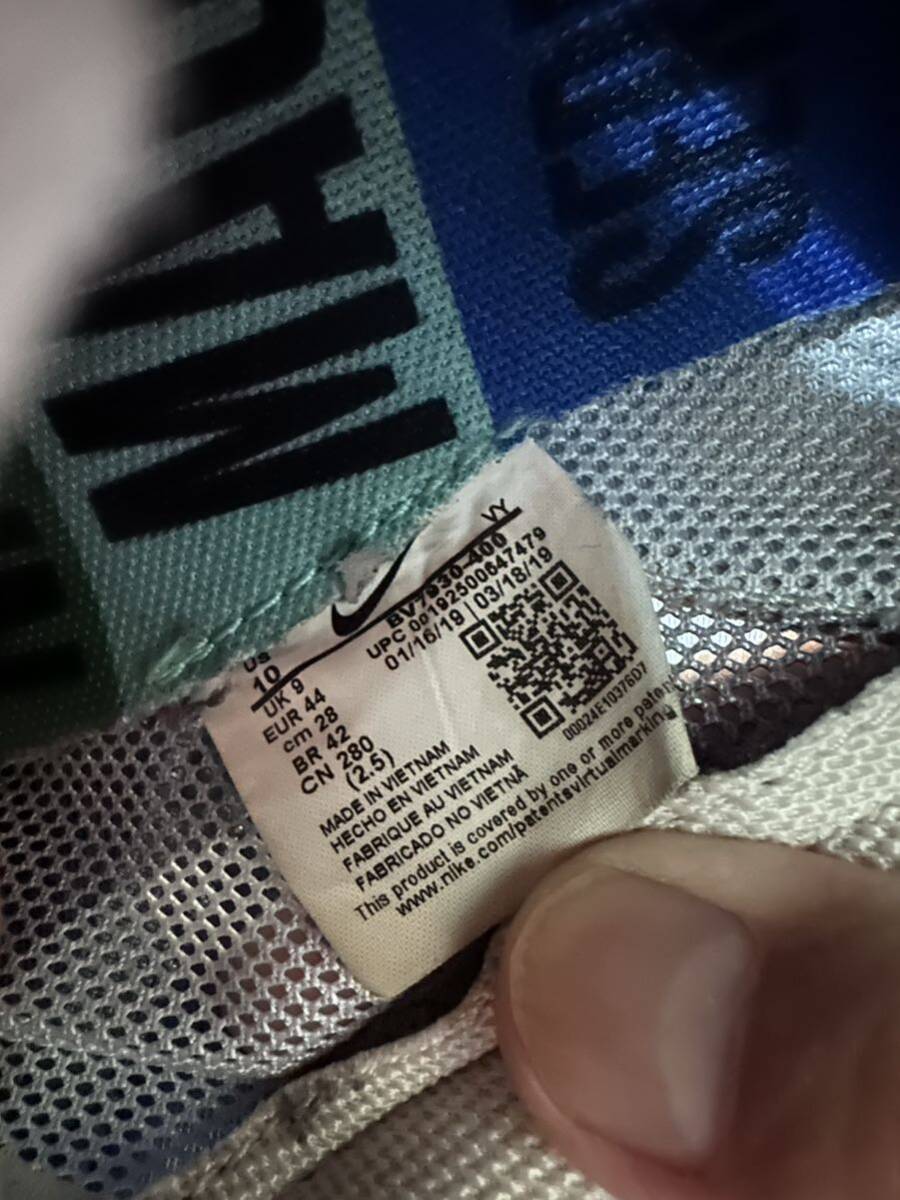 VY
BV7930-400
UPC 00192500647479
01/16/19 | 03/18/19
00024E10376D7
US
10
UK 9
EUR 44
cm 28
BR 42
CN 280
(2.5)
MADE IN VIETNAM
HECHO EN VIETNAM
FABRIQUE AU VIETNAM
FABRICADO NO VIETNÃ
This product is covered by one or more paten
www.nike.com/patentsvirtualmarking